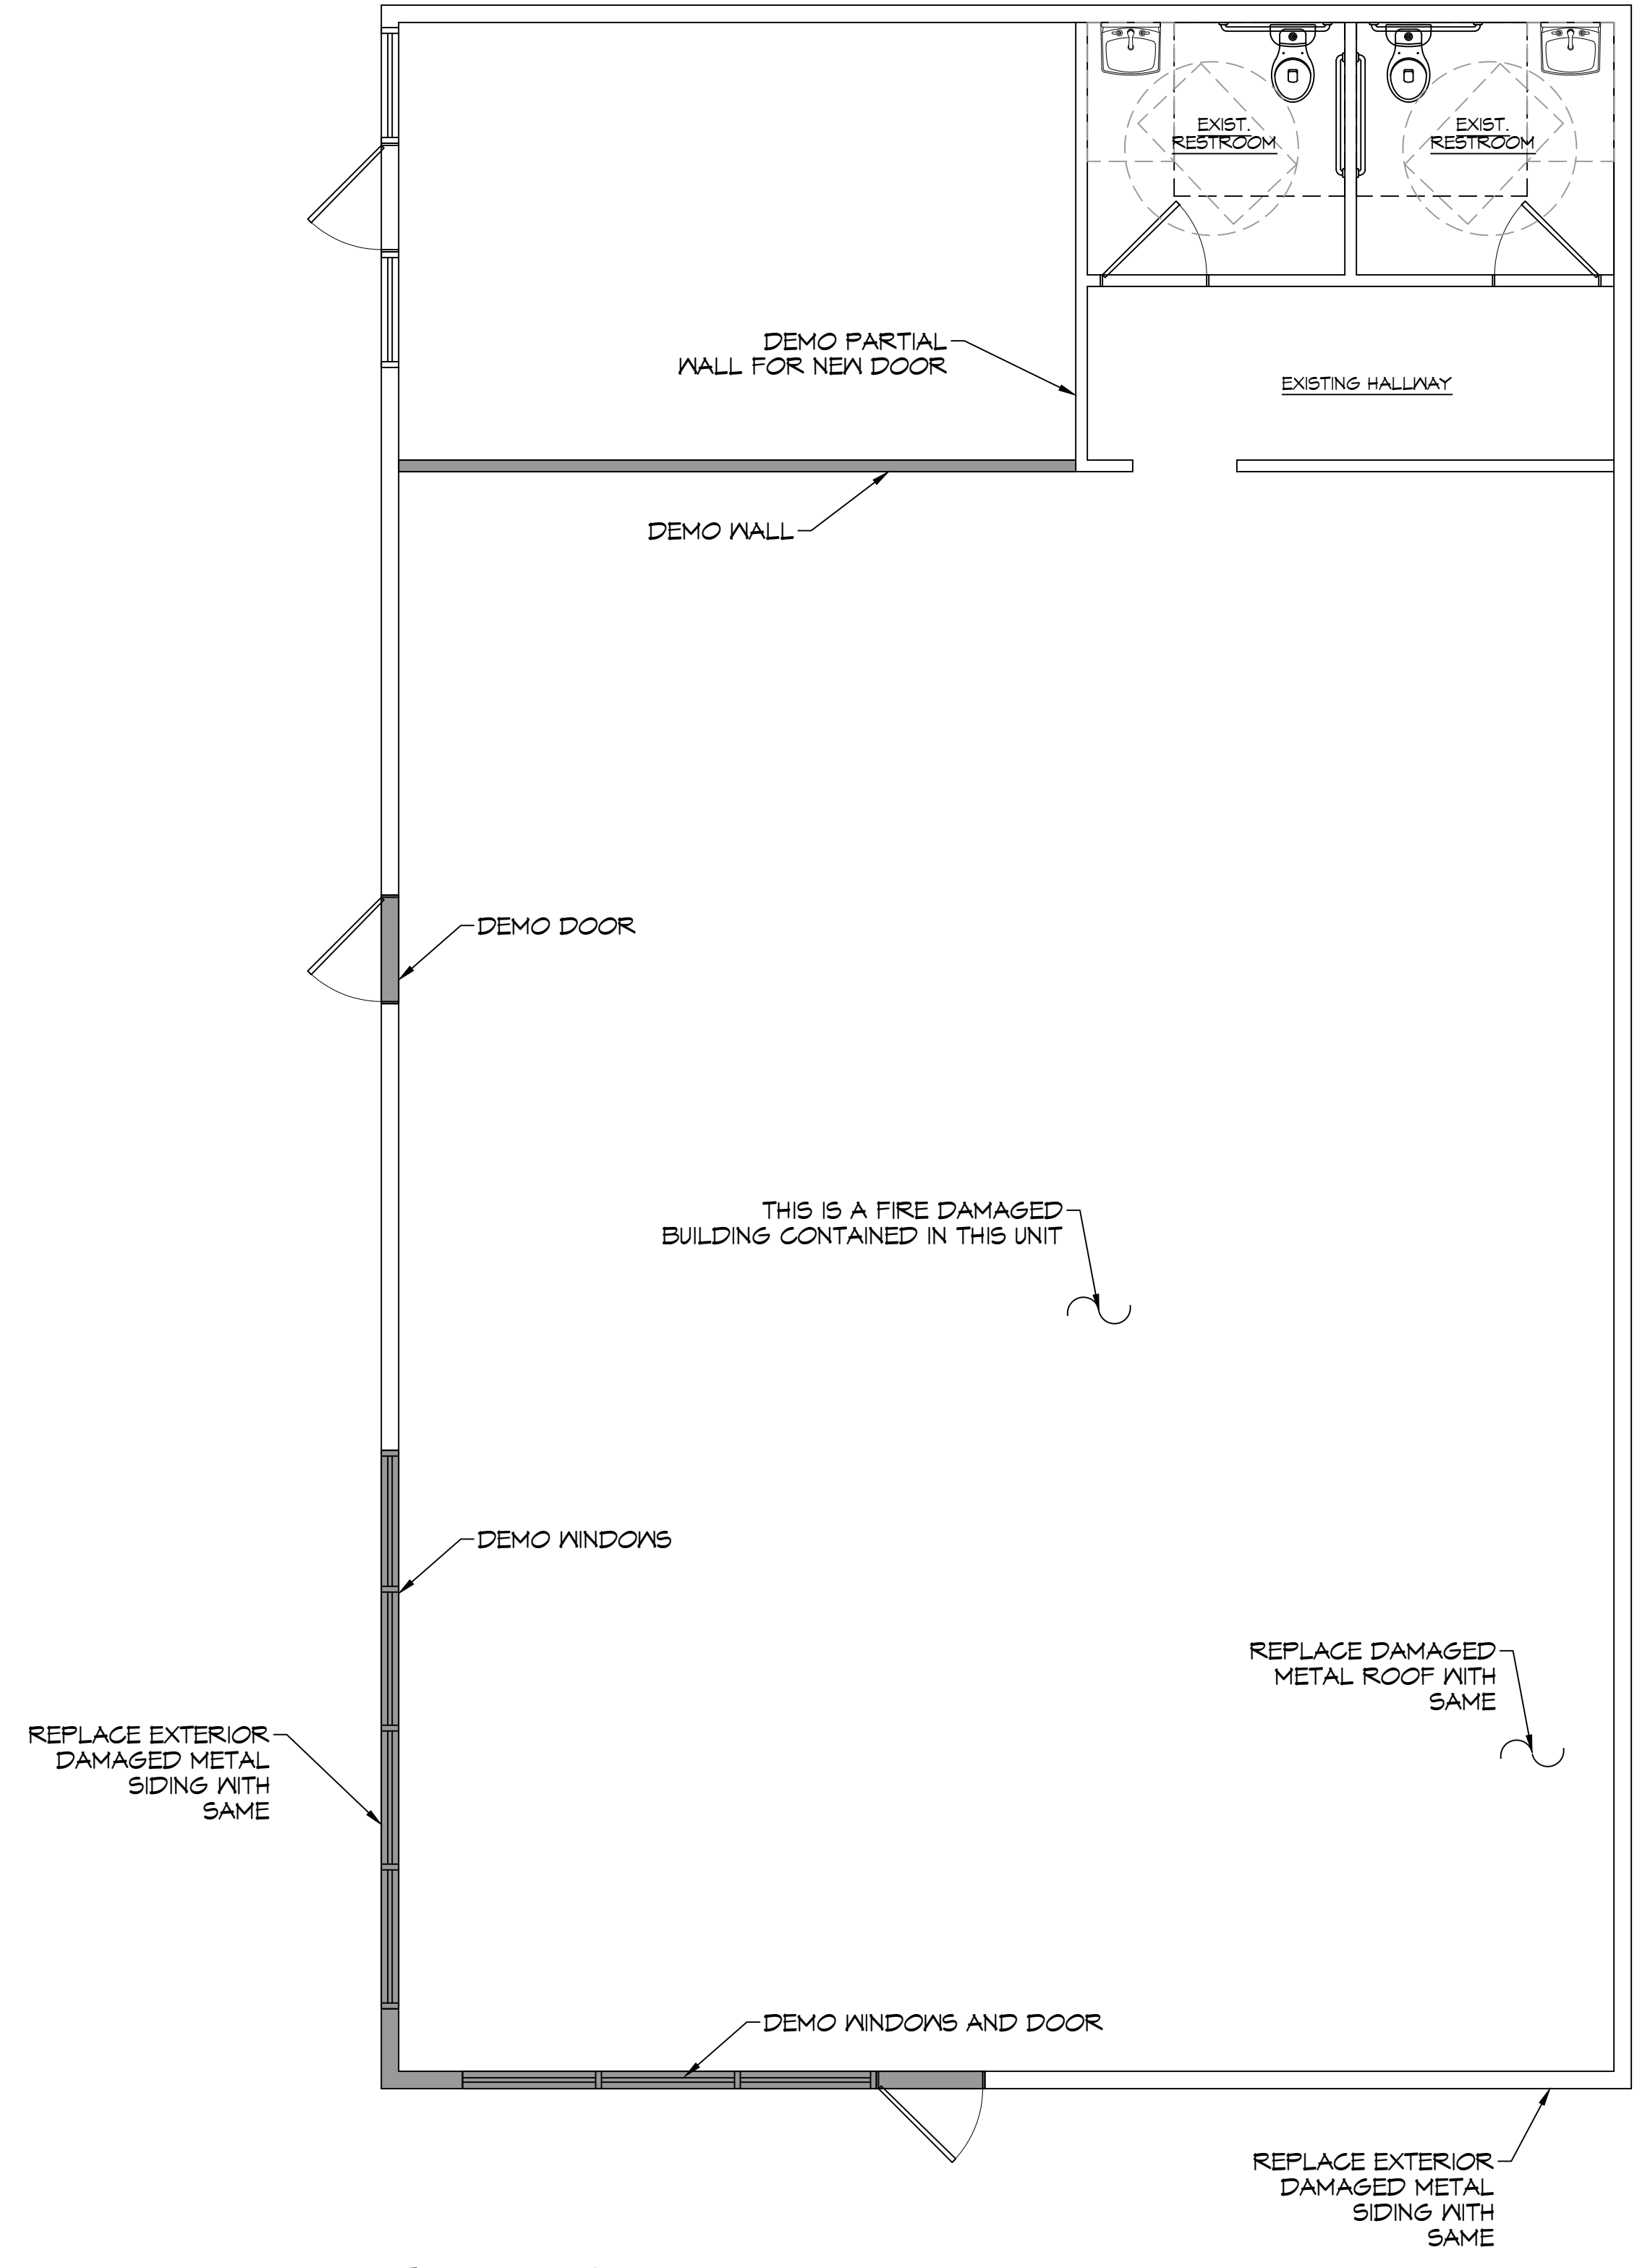 EXIST.
RESTROOM
EXIST.
RESTROOM
DEMO PARTIAL
WALL FOR NEW DOOR
EXISTING HALLWAY
DEMO WALL
DEMO DOOR
THIS IS A FIRE DAMAGED
BUILDING CONTAINED IN THIS UNIT
DEMO WINDOWS
REPLACE DAMAGED
METAL ROOF WITH
SAME
REPLACE EXTERIOR
DAMAGED METAL
SIDING WITH
SAME
DEMO WINDOWS AND DOOR
REPLACE EXTERIOR
DAMAGED METAL
SIDING WITH
SAME